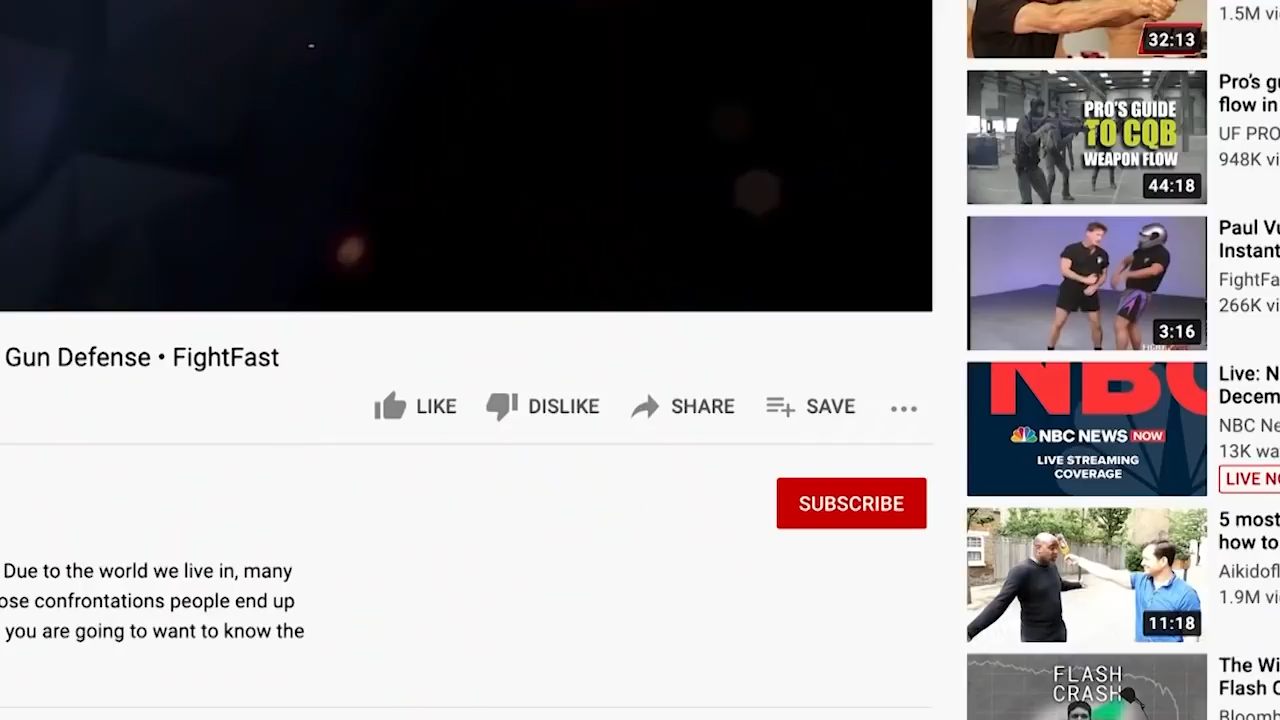 Gun Defense • FightFast
LIKE
DISLIKE
SHARE
SAVE
SUBSCRIBE
Due to the world we live in, many
ose confrontations people end up
you are going to want to know the
1.5M vi
32:13
PRO'S GUIDE
TO CQB
WEAPON FLOW
44:18
Pro's gu
flow in
UF PRO
948K vi
3:16
Paul Vu
Instant
FightFa
266K vi
NBC
NBC NEWS NOW
LIVE STREAMING
COVERAGE
Live: N
Decem
NBC Ne
13K wa
LIVE NO
11:18
5 most
how to
Aikidofl
1.9M vi
FLASH
CRASH
The Wi
Flash C
Bloomb